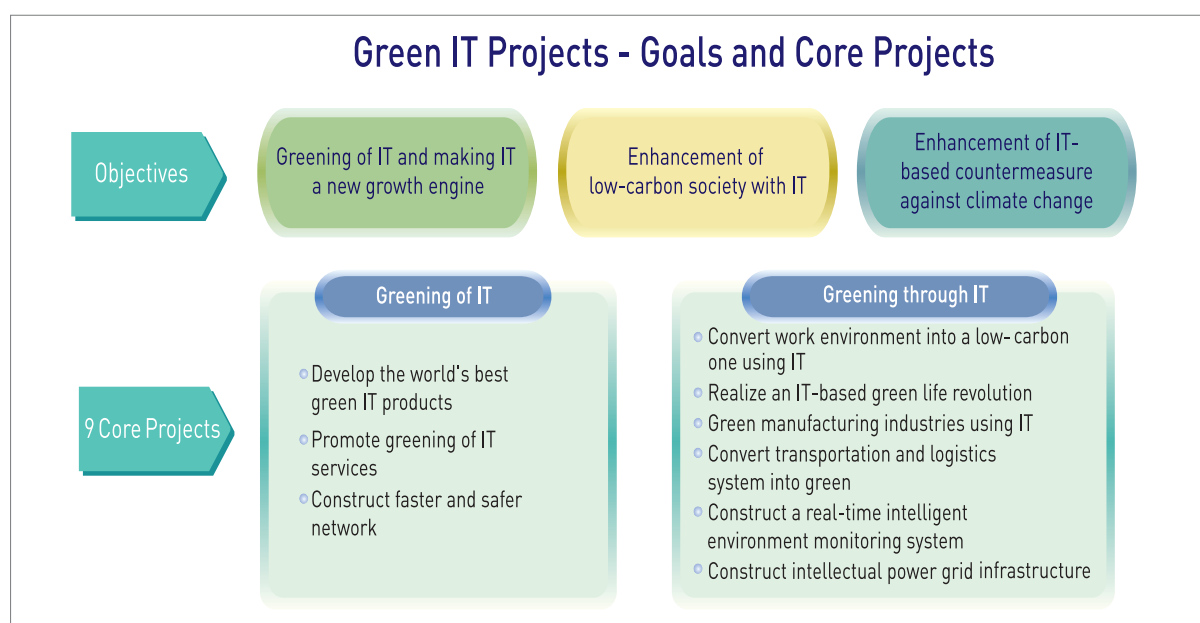 Green IT Projects - Goals and Core Projects
Objectives
Greening of IT and making IT
a new growth engine
Enhancement of
low-carbon society with IT
Enhancement of IT-
based countermeasure
against climate change
9 Core Projects
Greening of IT
Develop the world's best
green IT products
Promote greening of IT
services
Construct faster and safer
network
Greening through IT
Convert work environment into a low- carbon
one using IT
Realize an IT-based green life revolution
Green manufacturing industries using IT
Convert transportation and logistics
system into green
Construct a real-time intelligent
environment monitoring system
Construct intellectual power grid infrastructure